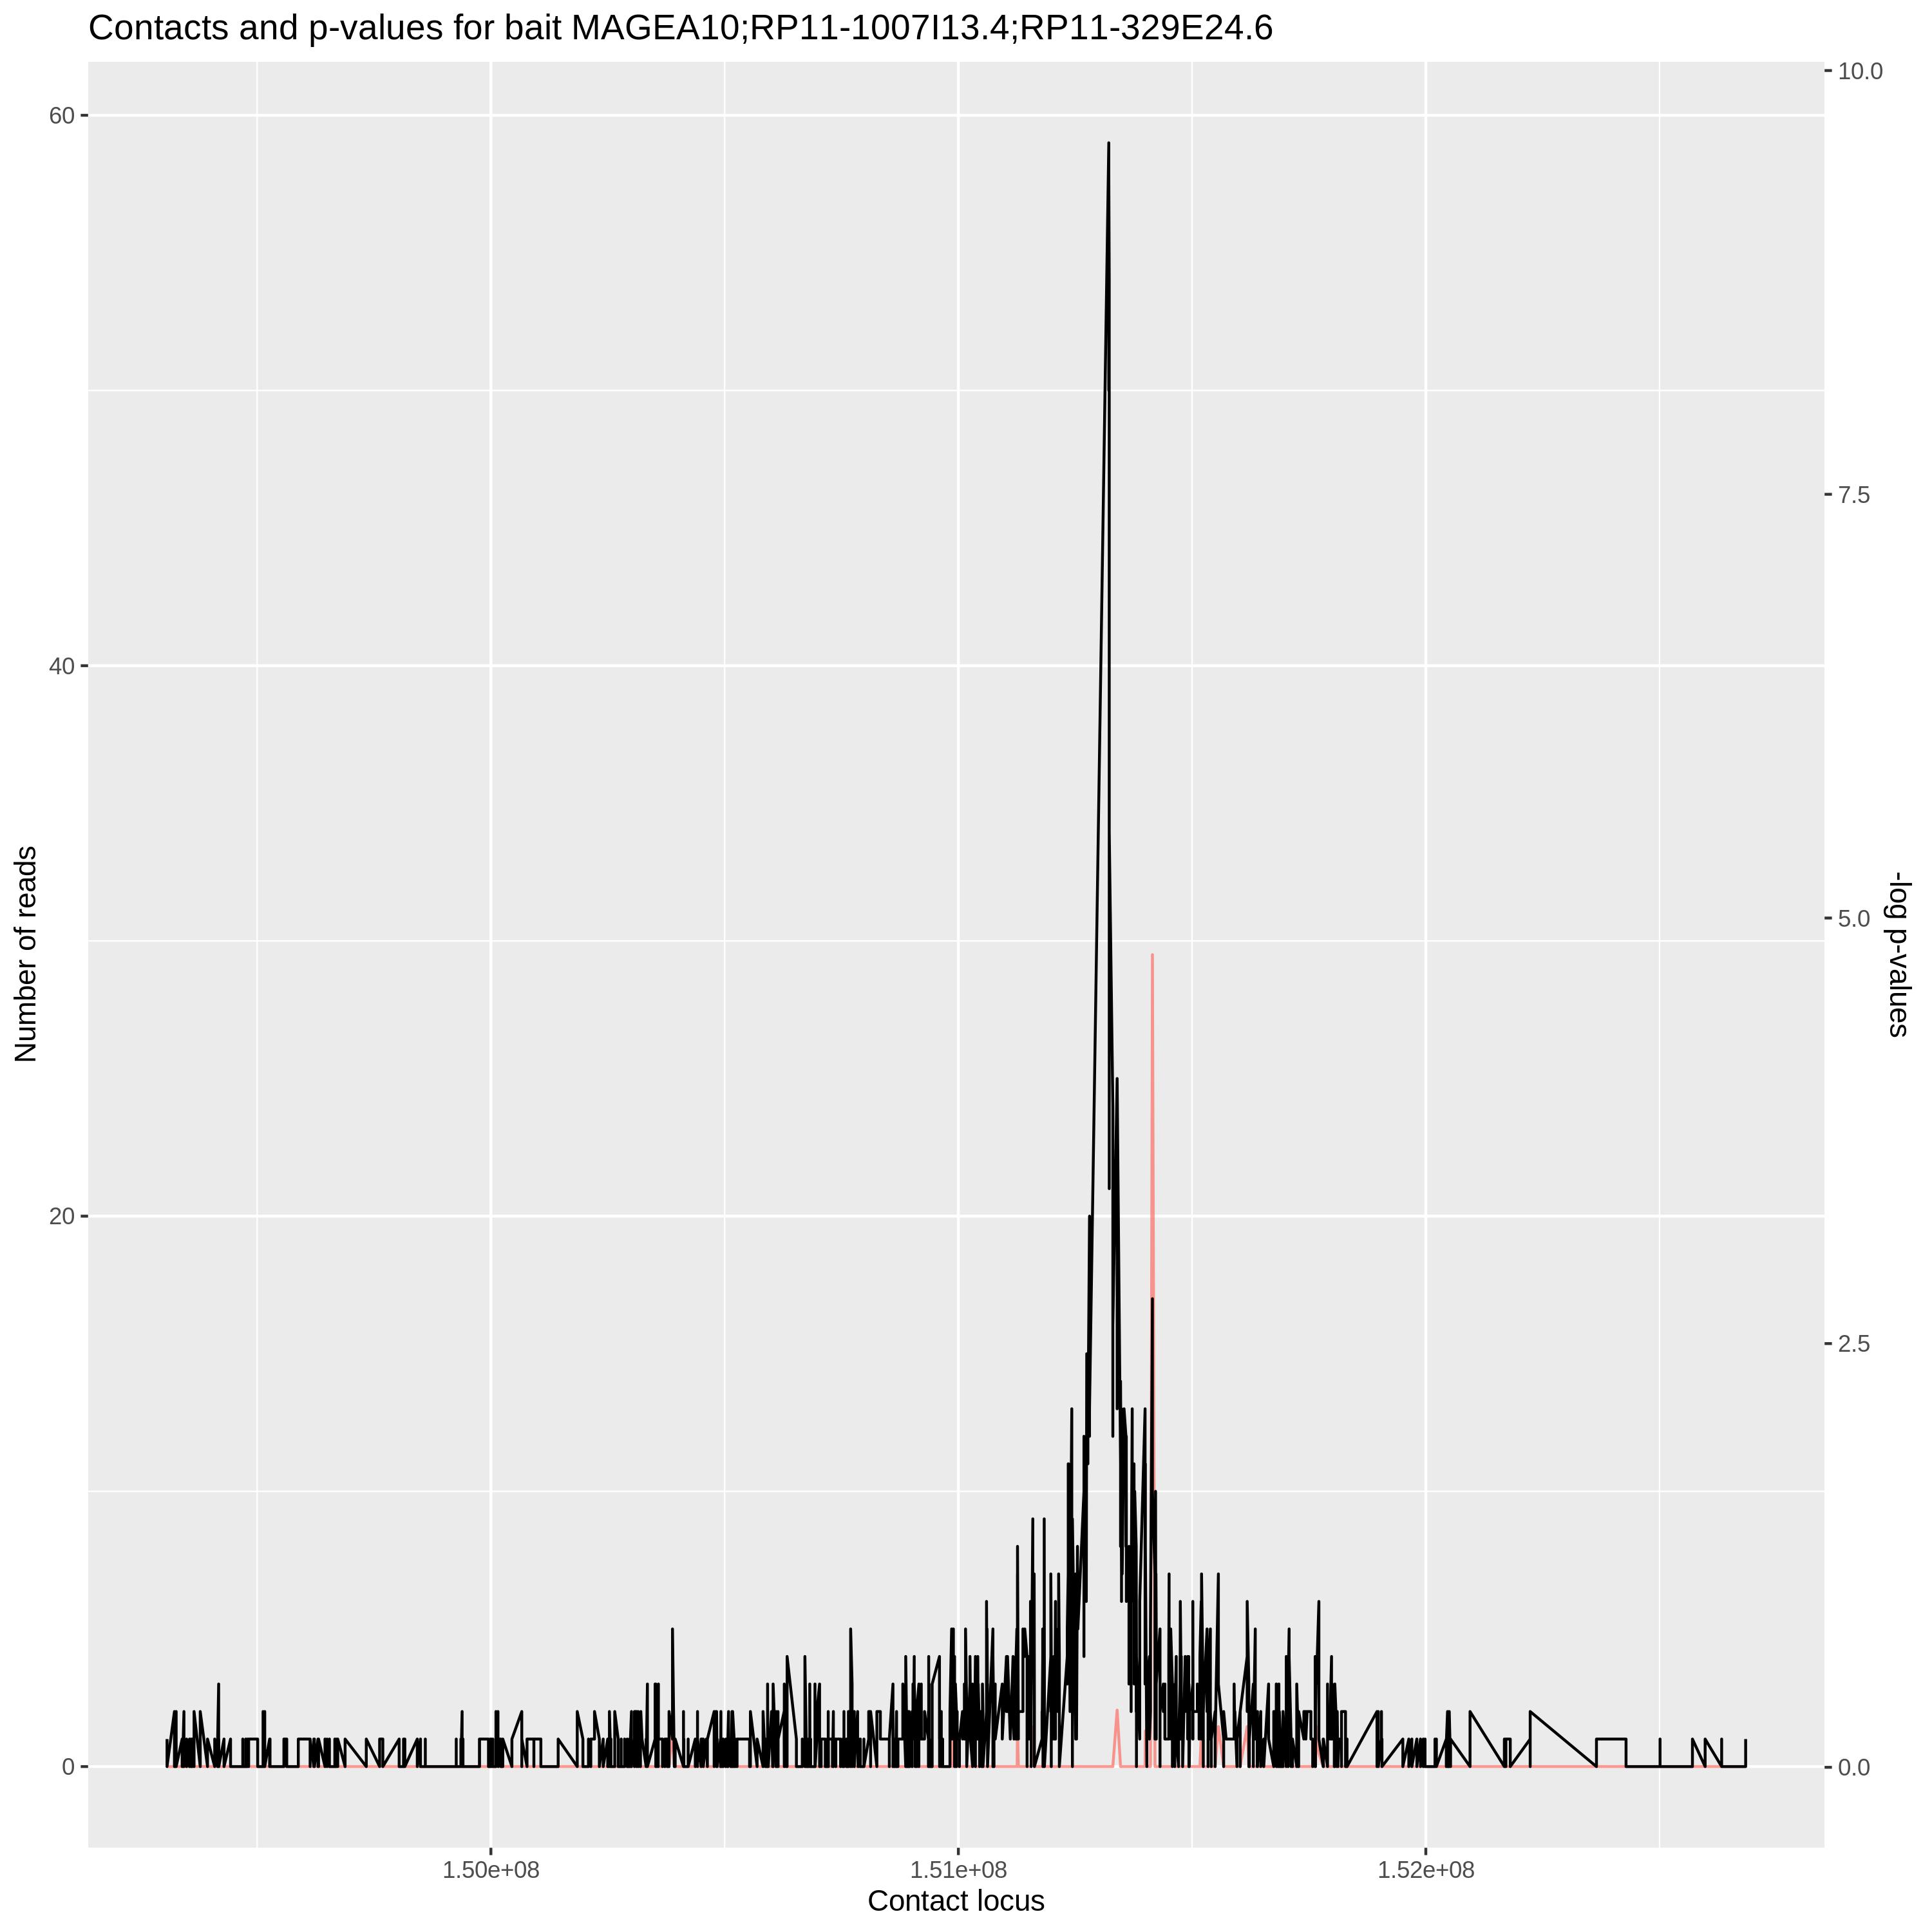 Contacts and p-values for bait MAGEA10;RP11-1007I13.4;RP11-329E24.6
60
40
20
0
Number of reads
10.0
7.5
5.0
2.5
0.0
-log p-values
1.50e+08
1.51e+08
1.52e+08
Contact locus